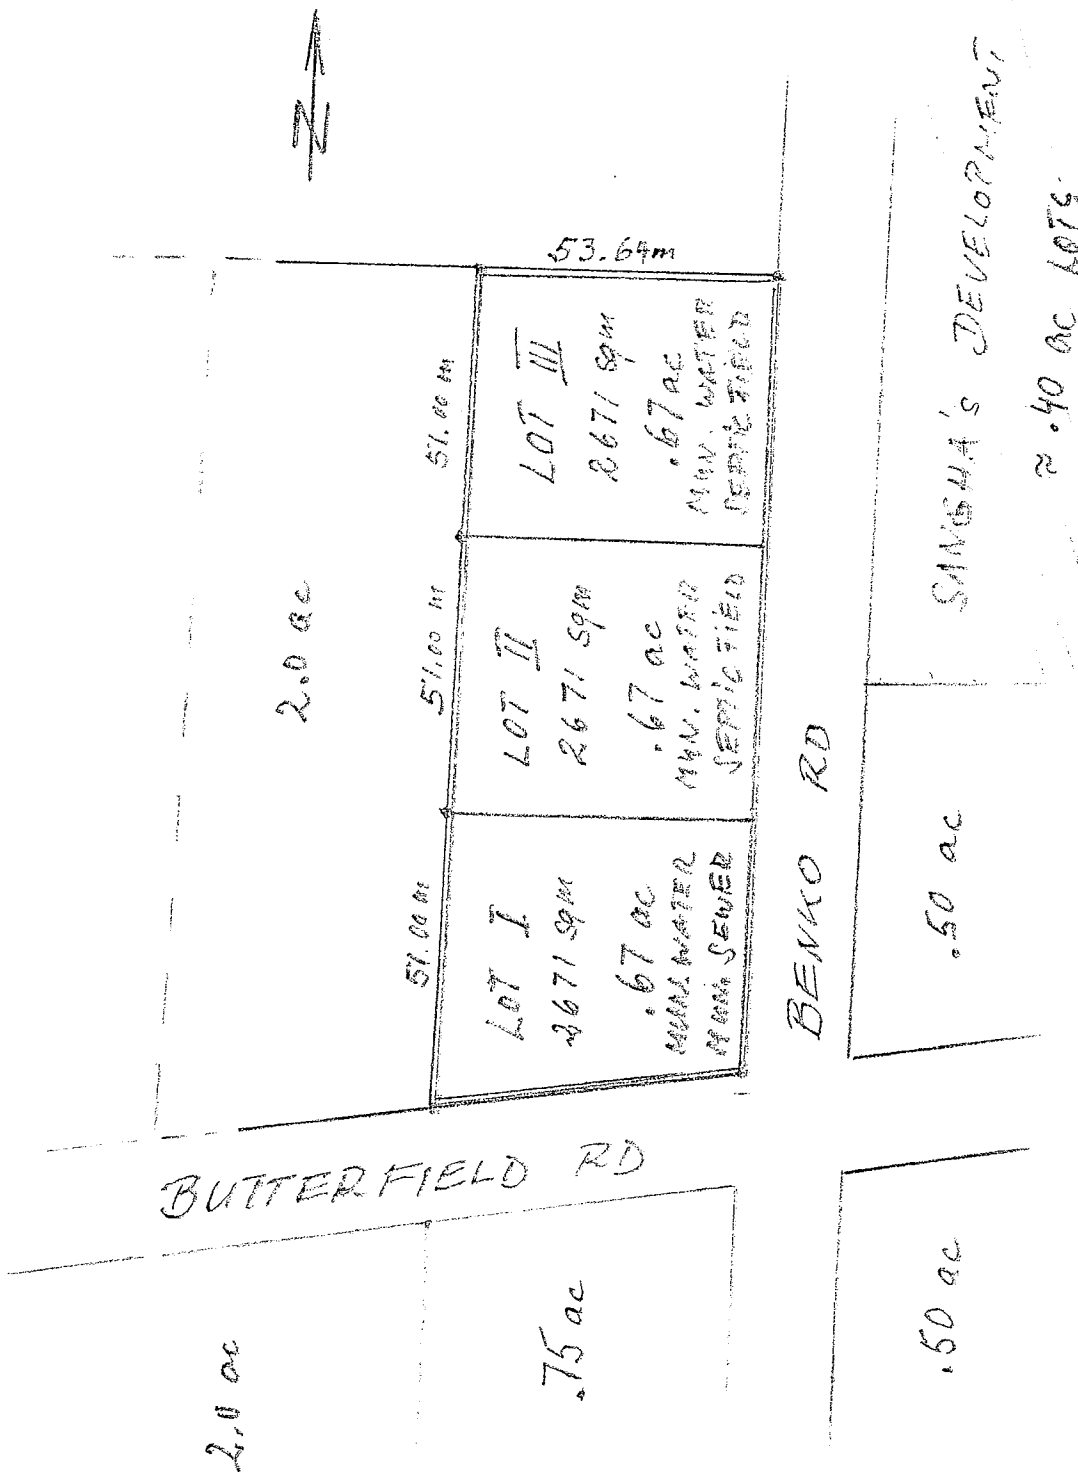 N
53.64m
51.00 m
51.00 m
51.00 m
2.0 ac
LOT I
2671 sqm
.67 ac
MUN. WATER
MUN. SEWER
LOT II
2671 sqm
.67 ac
MUN. WATER
SEPTIC FIELD
LOT III
2671 sqm
.67 ac
MUN. WATER
SEPTIC FIELD
BENKO RD
BUTTERFIELD RD
SANGHA'S DEVELOPMENT
≈ .40 ac LOTS
.50 ac
.50 ac
.75 ac
2.0 ac